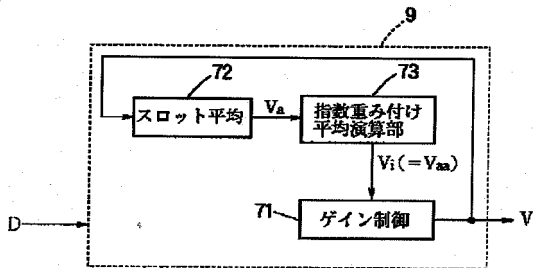 9
72
73
スロット平均
Va
指数重み付け
平均演算部
Vi(=Vaa)
71
ゲイン制御
D
V